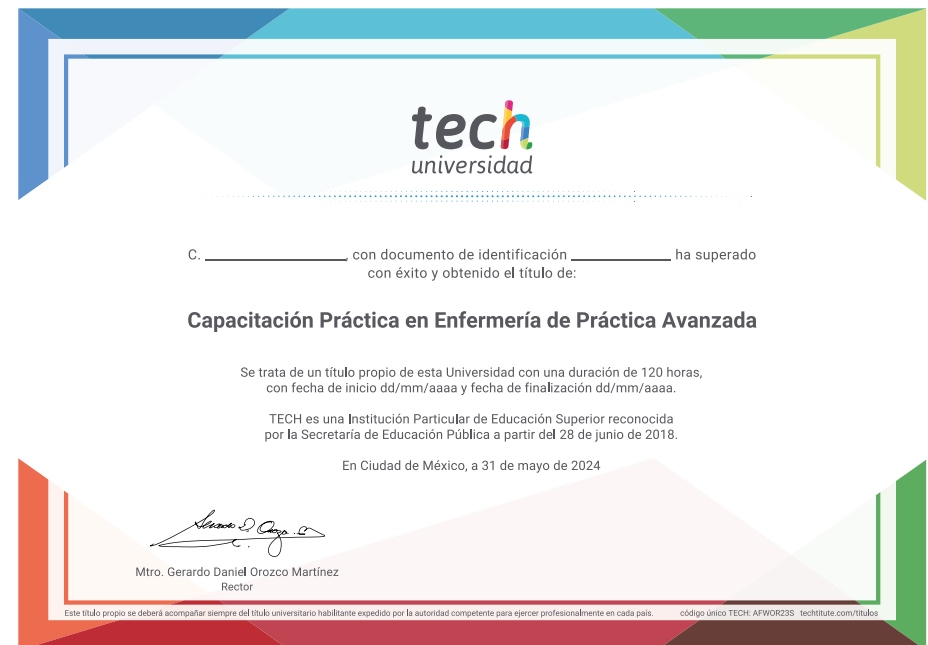 tech
universidad
C. ____________________, con documento de identificación ______________ ha superado
con éxito y obtenido el título de:
Capacitación Práctica en Enfermería de Práctica Avanzada
Se trata de un título propio de esta Universidad con una duración de 120 horas,
con fecha de inicio dd/mm/aaaa y fecha de finalización dd/mm/aaaa.
TECH es una Institución Particular de Educación Superior reconocida
por la Secretaría de Educación Pública a partir del 28 de junio de 2018.
En Ciudad de México, a 31 de mayo de 2024
Mtro. Gerardo Daniel Orozco Martínez
Rector
Este título propio se deberá acompañar siempre del título universitario habilitante expedido por la autoridad competente para ejercer profesionalmente en cada país. código único TECH: AFWOR23S techtitute.com/titulos